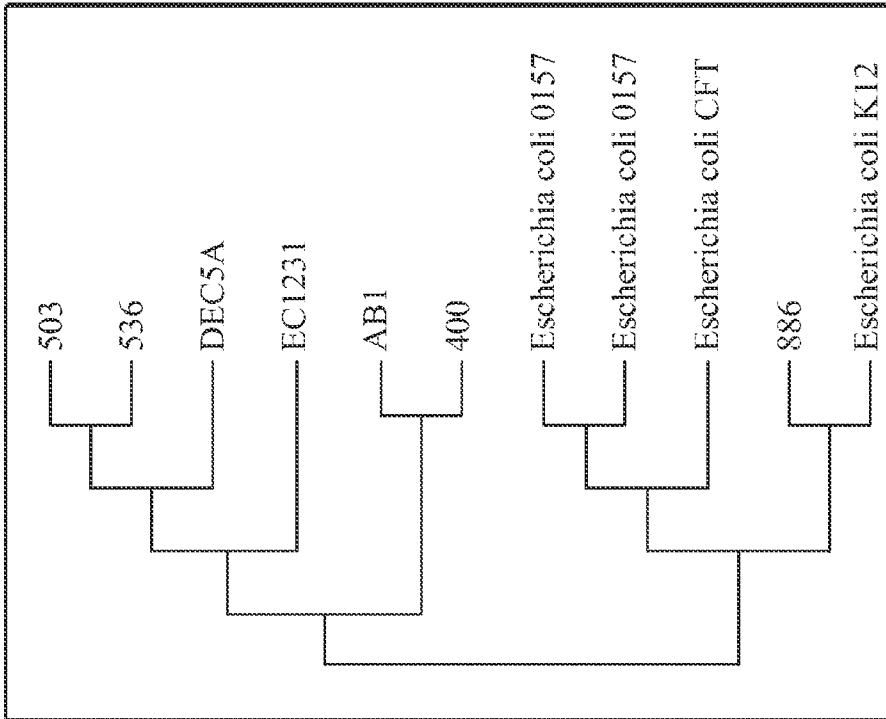 503
536
DEC5A
EC1231
AB1
400
Escherichia coli 0157
Escherichia coli 0157
Escherichia coli CFT
886
Escherichia coli K12